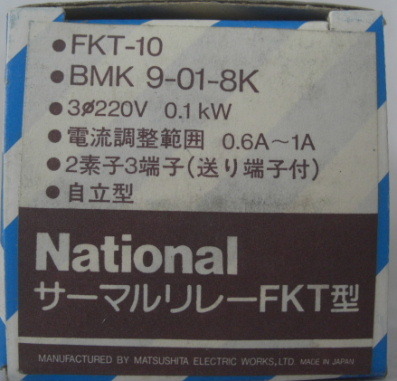 ●FKT-10
●BMK 9-01-8K
●3ø220V 0.1kW
●電流調整範囲 0.6A～1A
●2素子3端子(送り端子付)
●自立型
National
サーマルリレーFKT型
MANUFACTURED BY MATSUSHITA ELECTRIC WORKS,LTD MADE IN JAPAN